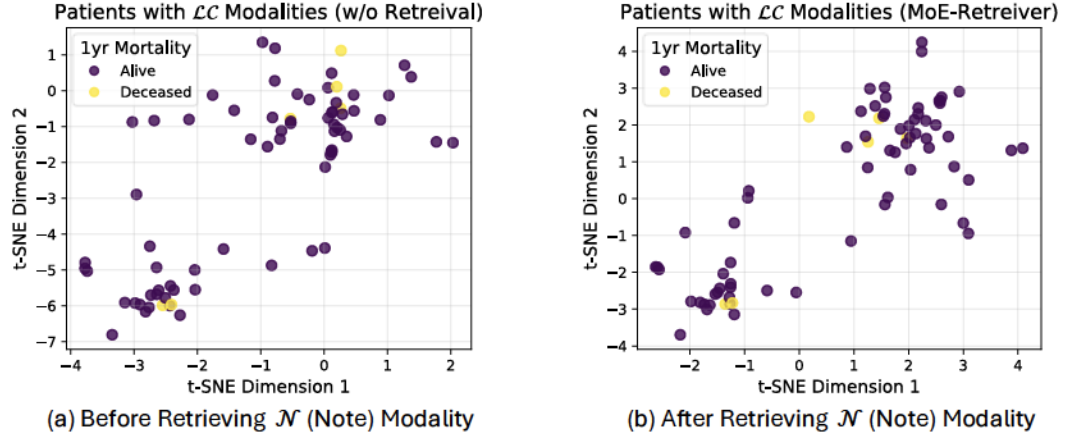 Patients with ℒ𝒞 Modalities (w/o Retreival)
1yr Mortality
Alive
Deceased
t-SNE Dimension 2
1
0
−1
−2
−3
−4
−5
−6
−7
−4 −3 −2 −1 0 1 2
t-SNE Dimension 1
(a) Before Retrieving 𝒩 (Note) Modality
Patients with ℒ𝒞 Modalities (MoE-Retreiver)
1yr Mortality
Alive
Deceased
t-SNE Dimension 2
4
3
2
1
0
−1
−2
−3
−4
−2 −1 0 1 2 3 4
t-SNE Dimension 1
(b) After Retrieving 𝒩 (Note) Modality